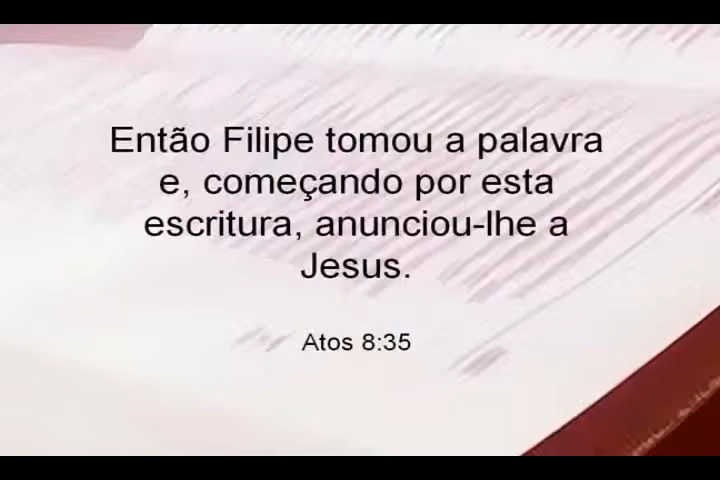 Então Filipe tomou a palavra
e, começando por esta
escritura, anunciou-lhe a
Jesus.
Atos 8:35